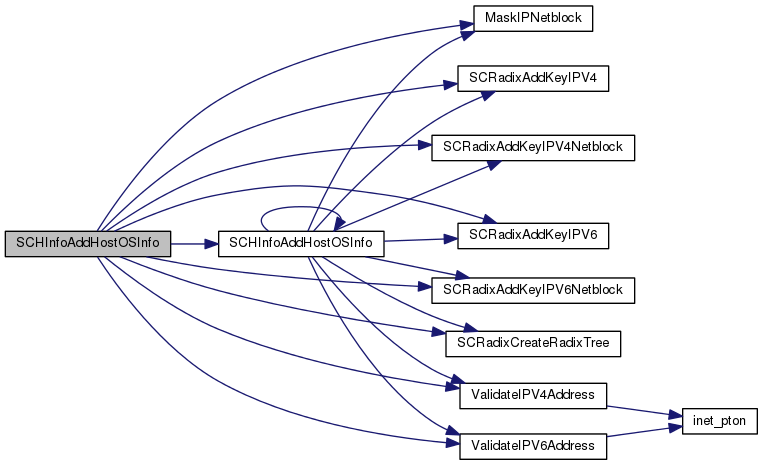 MaskIPNetblock
SCRadixAddKeyIPV4
SCRadixAddKeyIPV4Netblock
SCRadixAddKeyIPV6
SCHInfoAddHostOSInfo
SCHInfoAddHostOSInfo
SCRadixAddKeyIPV6Netblock
SCRadixCreateRadixTree
ValidateIPV4Address
inet_pton
ValidateIPV6Address